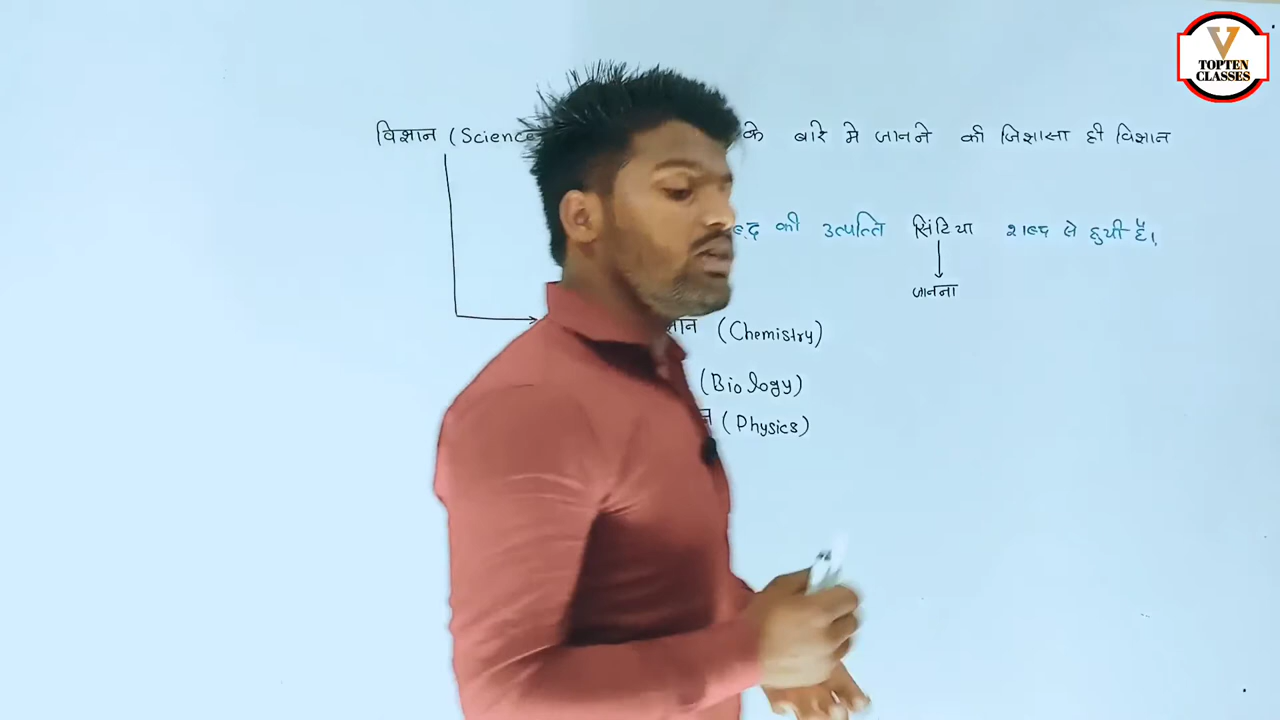 V
TOPTEN
CLASSES
विज्ञान (Science के बारे मे जानने की जिज्ञासा ही विज्ञान
की उत्पत्ति सिंटिया शब्द से हुयी है।
जानना
(Chemistry)
(Biology)
(Physics)